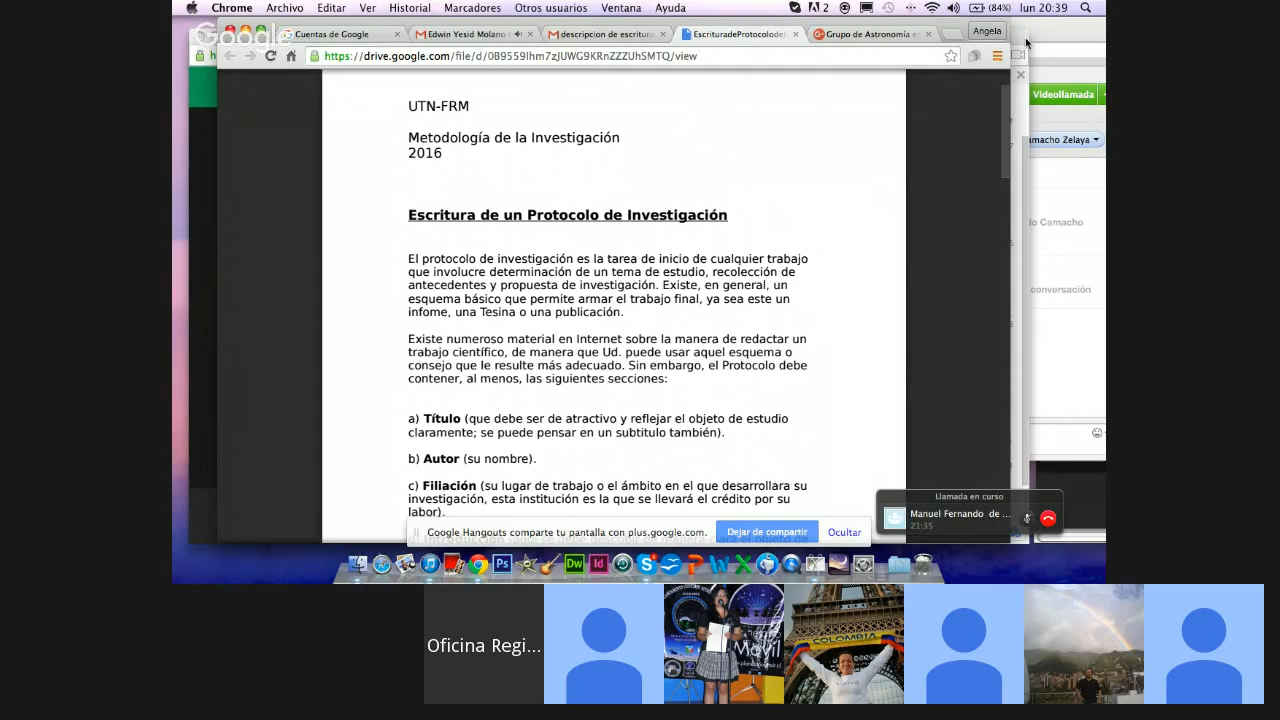 Chrome Archivo Editar Ver Historial Marcadores Otros usuarios Ventana Ayuda 2 (84%) lun 20:39
Google
Cuentas de Google Edwin Yesid Molano descripcion de escritura EscrituradeProtocolodeI Grupo de Astronomía e Angela
https://drive.google.com/file/d/0B9559Ihm7zJUWG9KRnZZZUhSMTQ/view
UTN-FRM
Videollamada
Metodología de la Investigación
amacho Zelaya
2016
Escritura de un Protocolo de Investigación
do Camacho
El protocolo de investigación es la tarea de inicio de cualquier trabajo
que involucre determinación de un tema de estudio, recolección de
antecedentes y propuesta de investigación. Existe, en general, un
conversación
esquema básico que permite armar el trabajo final, ya sea este un
infome, una Tesina o una publicación.
Existe numeroso material en Internet sobre la manera de redactar un
trabajo científico, de manera que Ud. puede usar aquel esquema o
consejo que le resulte más adecuado. Sin embargo, el Protocolo debe
contener, al menos, las siguientes secciones:
a) Título (que debe ser de atractivo y reflejar el objeto de estudio
claramente; se puede pensar en un subtitulo también).
b) Autor (su nombre).
c) Filiación (su lugar de trabajo o el ámbito en el que desarrollara su
investigación, esta institución es la que se llevará el crédito por su
labor).
Llamada en curso
Manuel Fernando de ...
21:35
Google Hangouts comparte tu pantalla con plus.google.com. Dejar de compartir Ocultar
Ps Dw Id
Oficina Regi...
Móvil
COLOMBIA